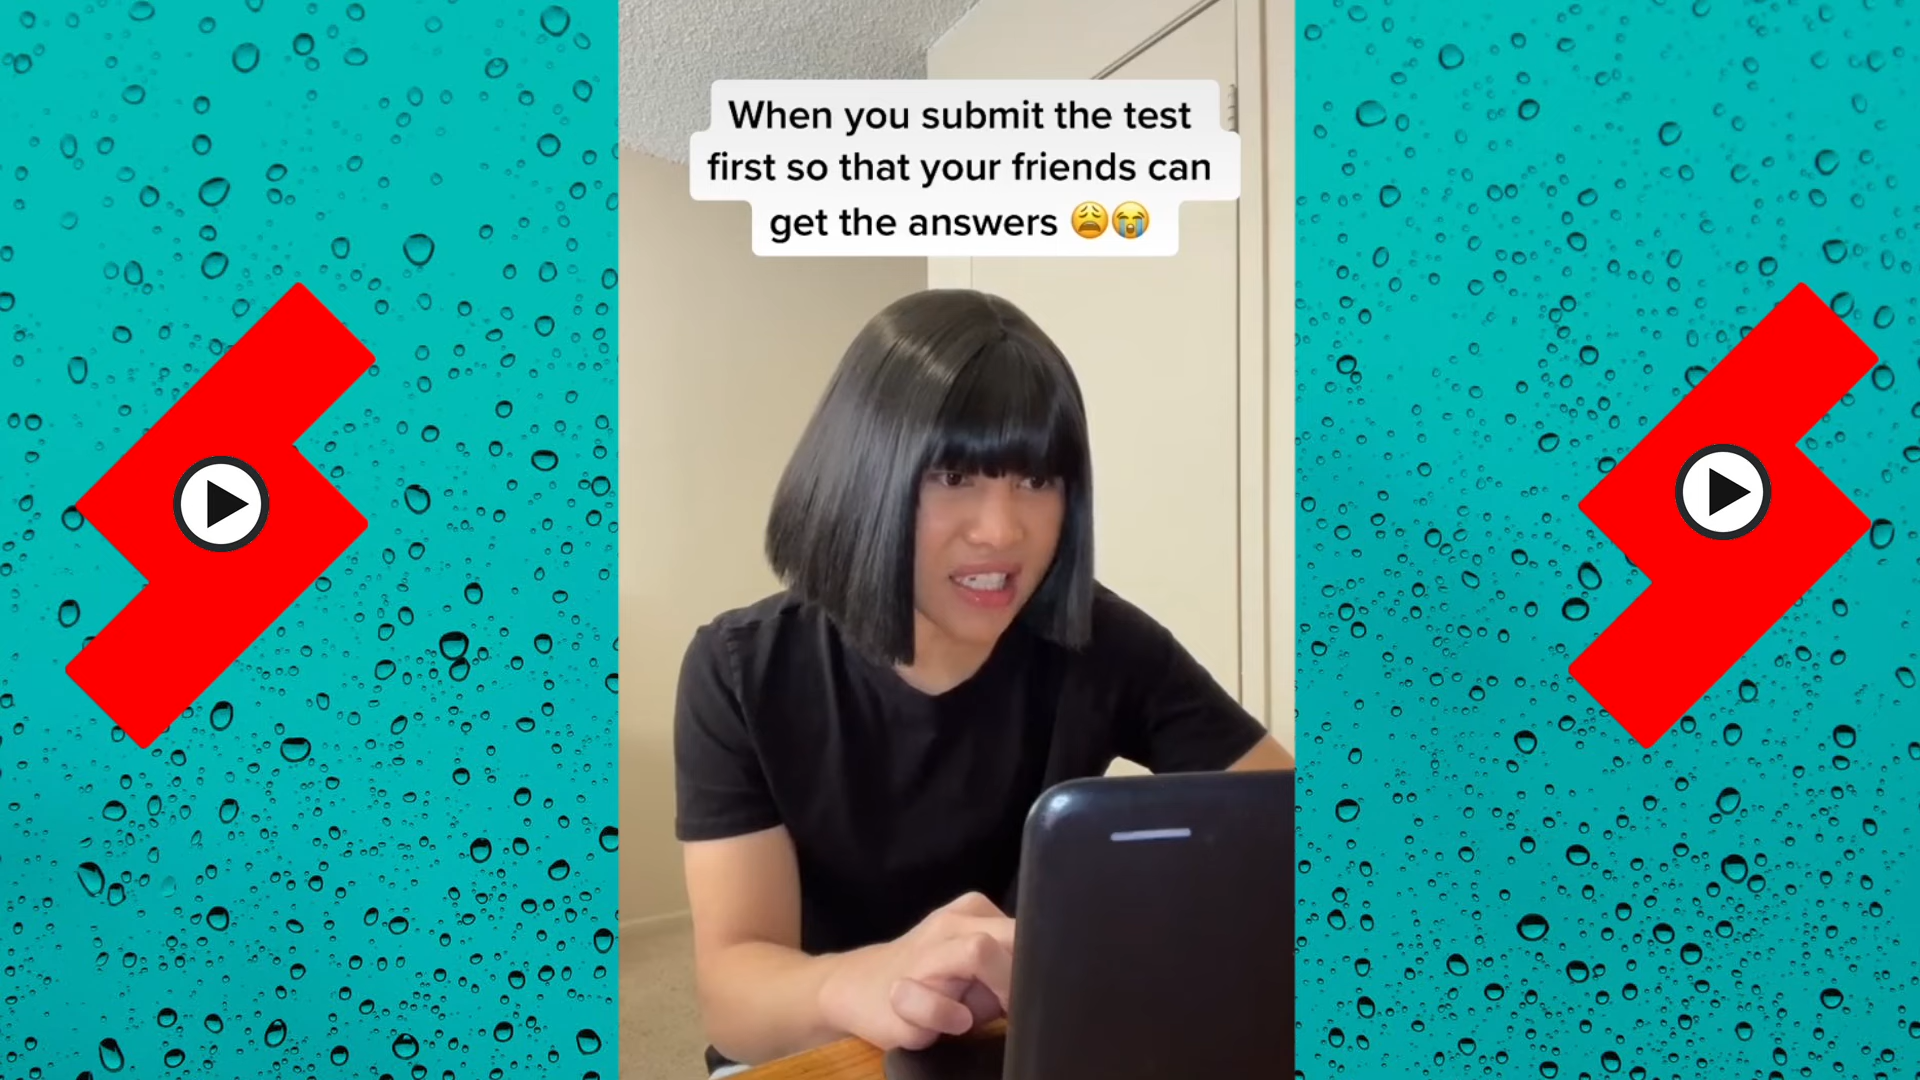 When you submit the test
first so that your friends can
get the answers 😩😭